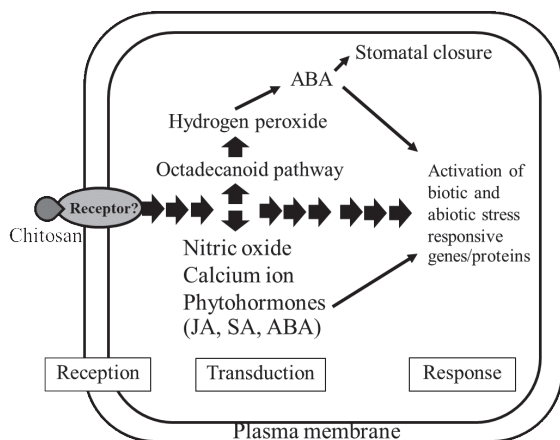 Stomatal closure
ABA
Hydrogen peroxide
Octadecanoid pathway
Receptor?
Chitosan
Nitric oxide
Calcium ion
Phytohormones
(JA, SA, ABA)
Activation of
biotic and
abiotic stress
responsive
genes/proteins
Reception
Transduction
Response
Plasma membrane